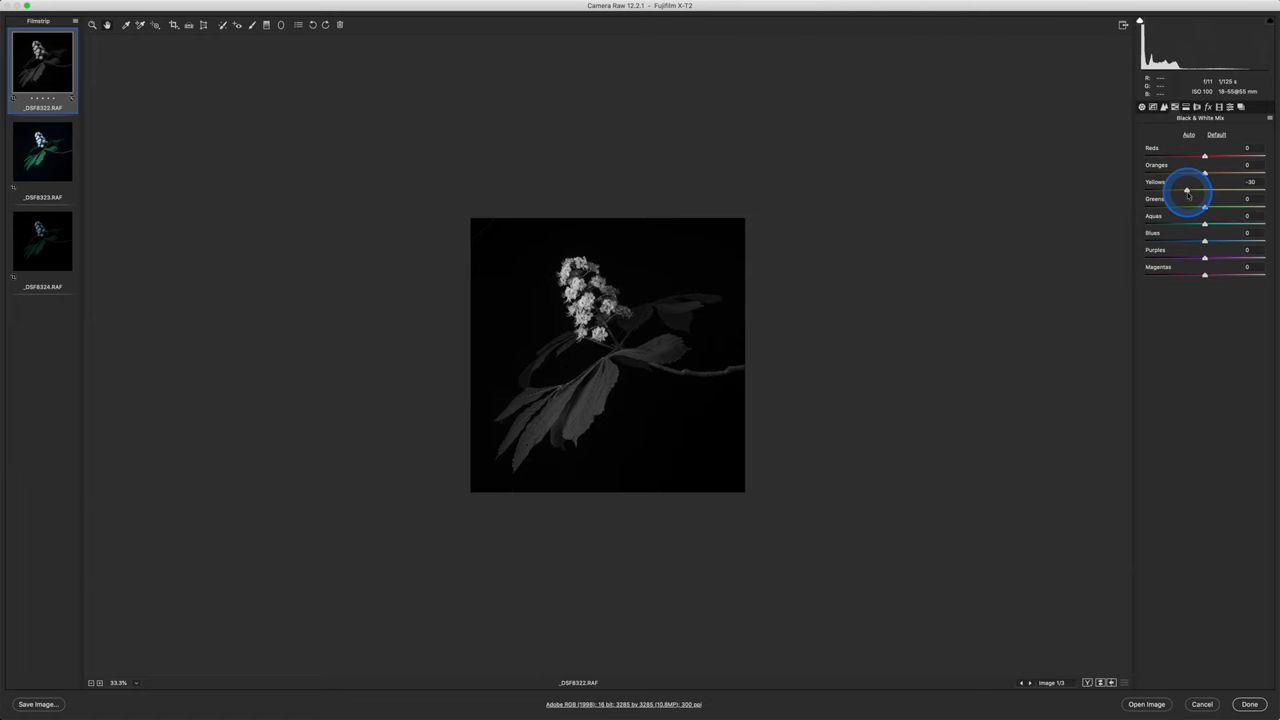 Camera Raw 12.2.1 - Fujifilm X-T2
Filmstrip
_DSF8322.RAF
_DSF8323.RAF
_DSF8324.RAF
R: ---
G: ---
B: ---
f/11 1/125 s
ISO 100 18-55@55 mm
fx
Black & White Mix
Auto Default
Reds 0
Oranges 0
Yellows -30
Greens 0
Aquas 0
Blues 0
Purples 0
Magentas 0
33.3%
_DSF8322.RAF
Image 1/3
Y
Save Image...
Adobe RGB (1998); 16 bit; 3285 by 3285 (10.8MP); 300 ppi
Open Image
Cancel
Done